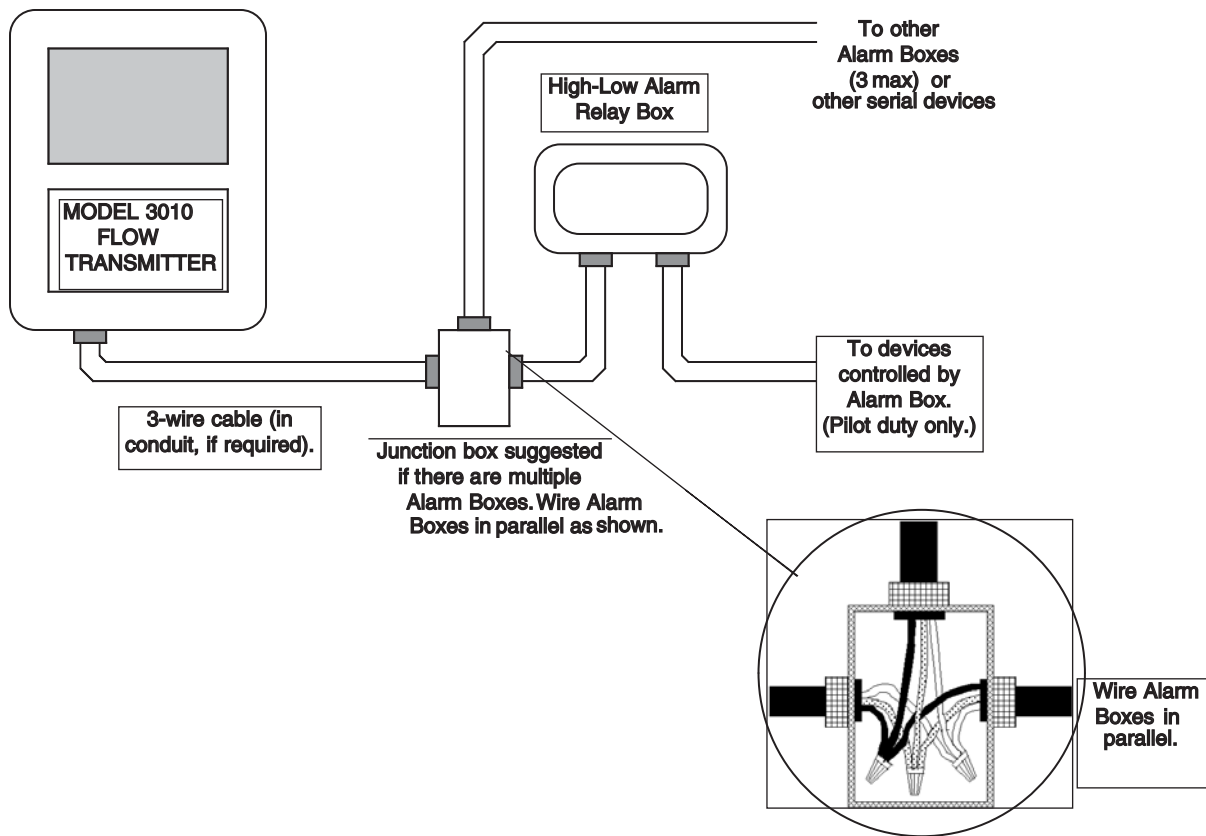 To other
Alarm Boxes
(3 max) or
other serial devices
High-Low Alarm
Relay Box
MODEL 3010
FLOW
TRANSMITTER
To devices
controlled by
Alarm Box.
(Pilot duty only.)
3-wire cable (in
conduit, if required).
Junction box suggested
if there are multiple
Alarm Boxes. Wire Alarm
Boxes in parallel as shown.
Wire Alarm
Boxes in
parallel.